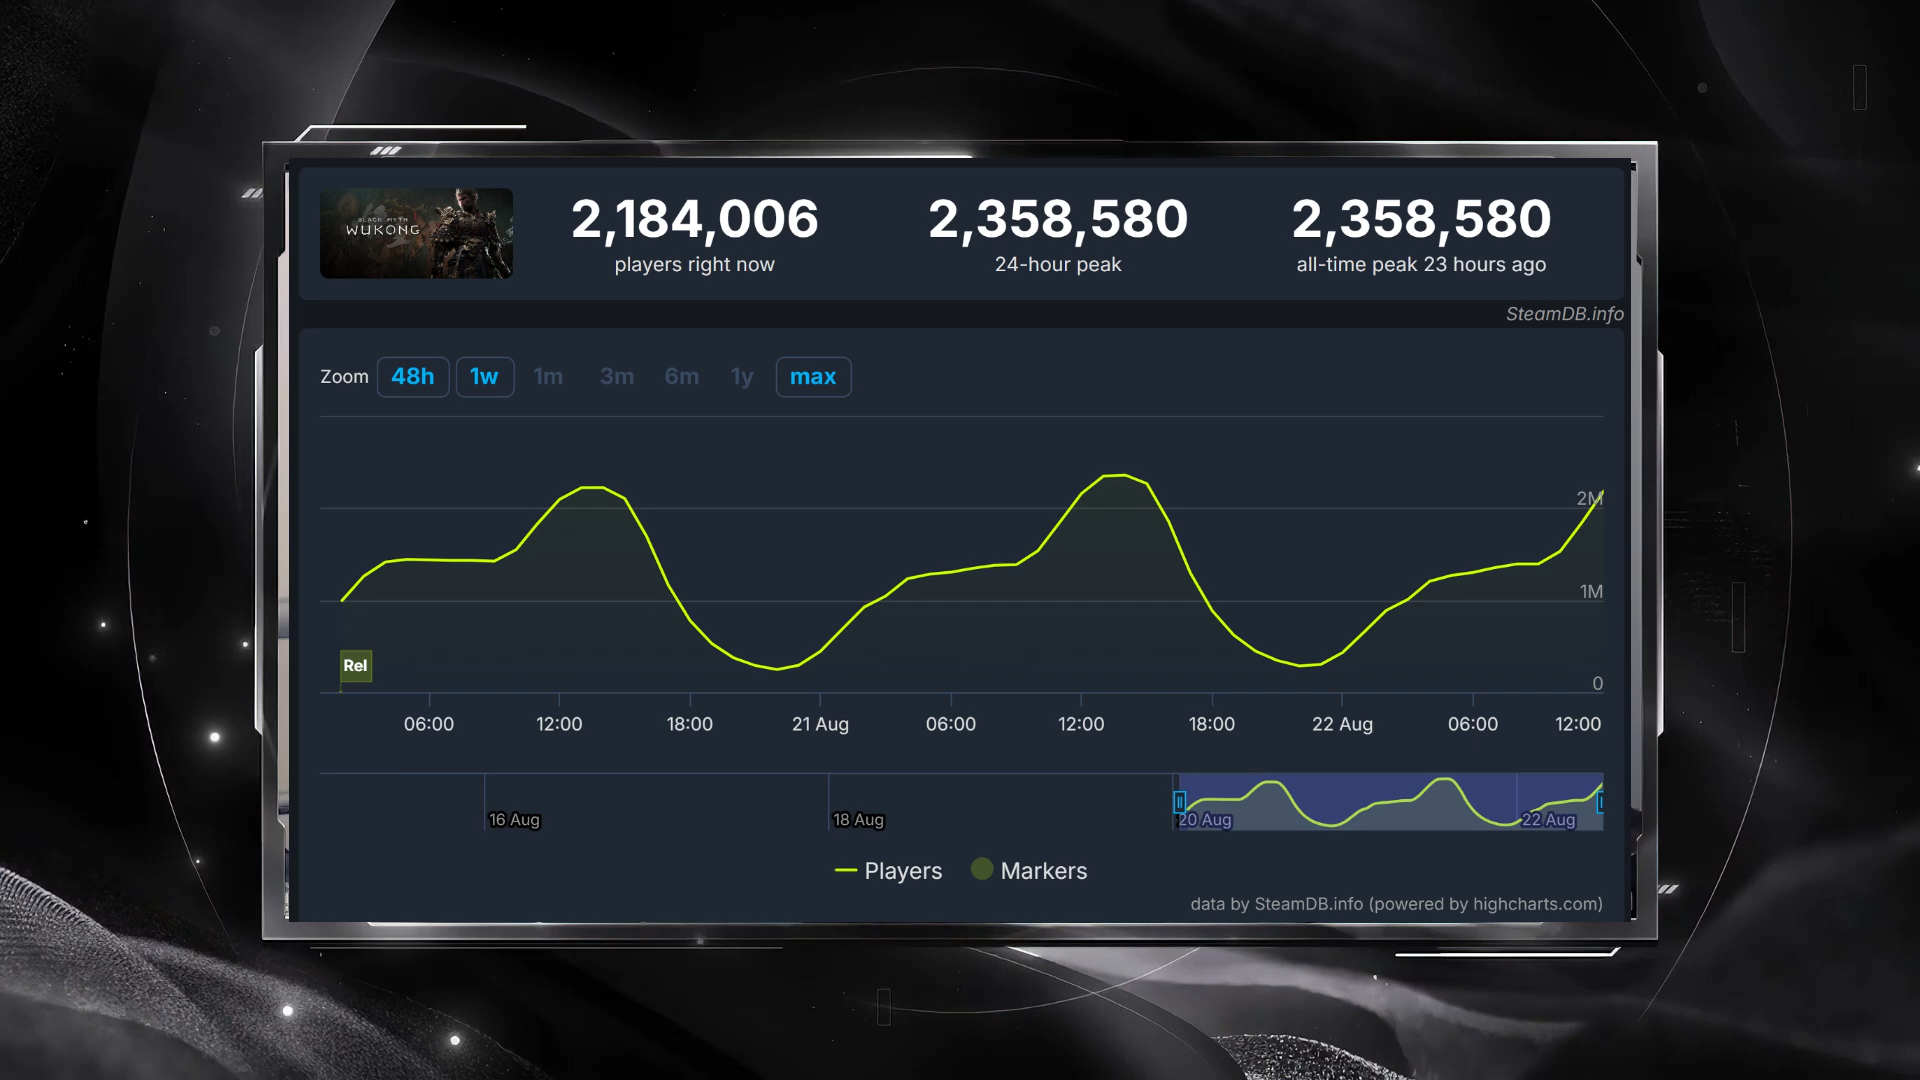 BLACK MYTH
WUKONG
2,184,006
players right now
2,358,580
24-hour peak
2,358,580
all-time peak 23 hours ago
SteamDB.info
Zoom 48h 1w 1m 3m 6m 1y max
2M
1M
Rel
0
06:00 12:00 18:00 21 Aug 06:00 12:00 18:00 22 Aug 06:00 12:00
16 Aug 18 Aug 20 Aug 22 Aug
Players Markers
data by SteamDB.info (powered by highcharts.com)